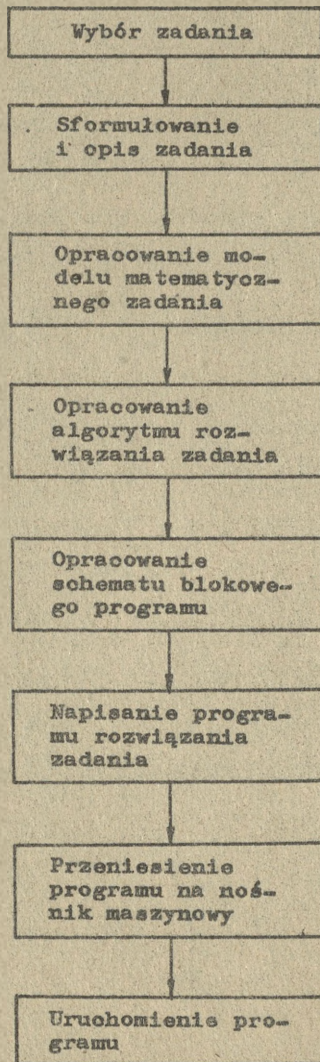 Wybór zadania
Sformułowanie
i opis zadania
Opracowanie mo-
delu matematycz-
nego zadania
Opracowanie
algorytmu roz-
wiązania zadania
Opracowanie
schematu blokowe-
go programu
Napisanie progra-
mu rozwiązania
zadania
Przeniesienie
programu na noś-
nik maszynowy
Uruchomienie pro-
gramu